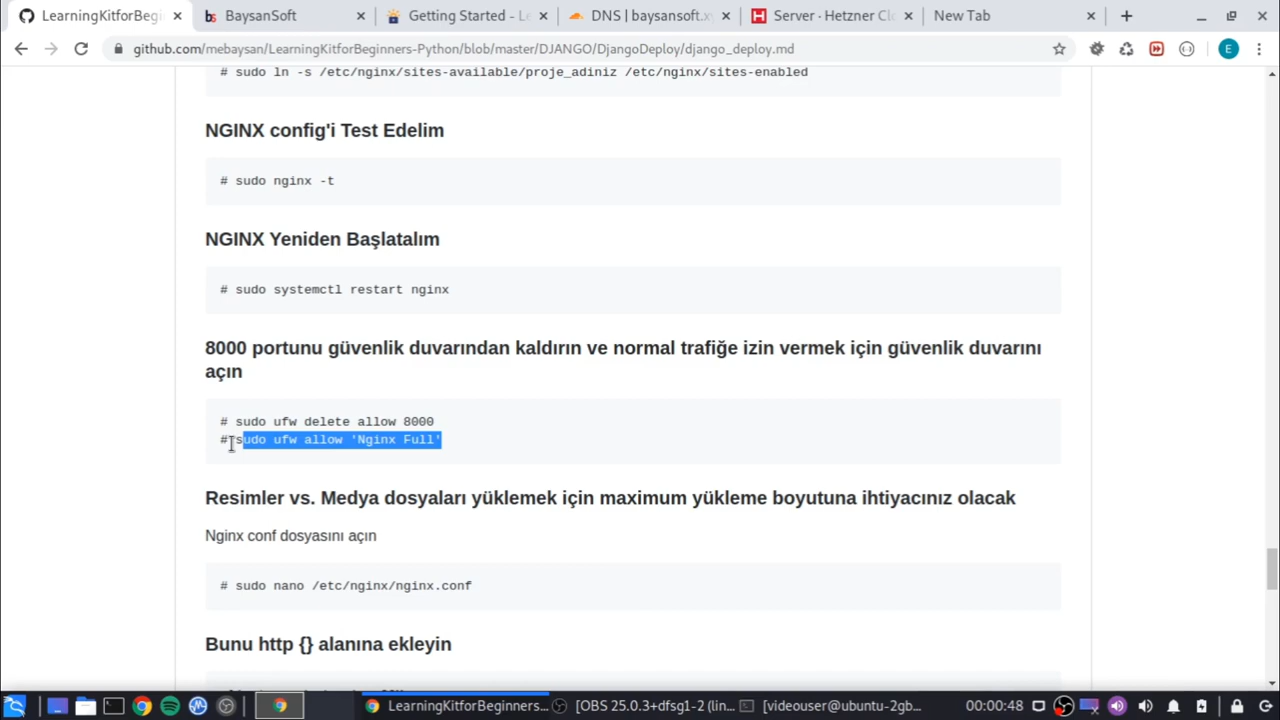 LearningKitforBegi
BaysanSoft
Getting Started - Le
DNS | baysansoft.x
Server · Hetzner Clo
New Tab
github.com/mebaysan/LearningKitforBeginners-Python/blob/master/DJANGO/DjangoDeploy/django_deploy.md
E
# sudo ln -s /etc/nginx/sites-available/proje_adiniz /etc/nginx/sites-enabled
NGINX config'i Test Edelim
# sudo nginx -t
NGINX Yeniden Başlatalım
# sudo systemctl restart nginx
8000 portunu güvenlik duvarından kaldırın ve normal trafiğe izin vermek için güvenlik duvarını
açın
# sudo ufw delete allow 8000
# sudo ufw allow 'Nginx Full'
Resimler vs. Medya dosyaları yüklemek için maximum yükleme boyutuna ihtiyacınız olacak
Nginx conf dosyasını açın
# sudo nano /etc/nginx/nginx.conf
Bunu http {} alanına ekleyin
LearningKitforBeginners...
[OBS 25.0.3+dfsg1-2 (lin...
[videouser@ubuntu-2gb...
00:00:48